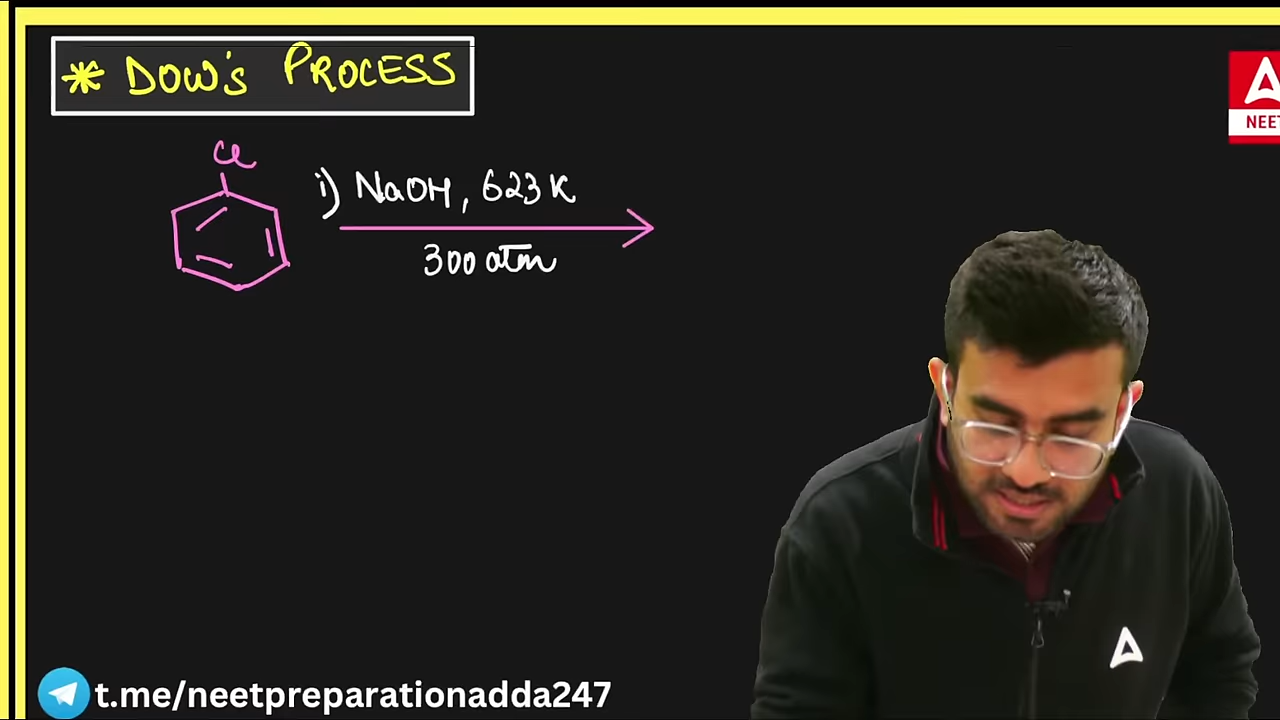 * DOW's PROCESS
Cl
i) NaOH, 623 K
300 atm
NEET
t.me/neetpreparationadda247